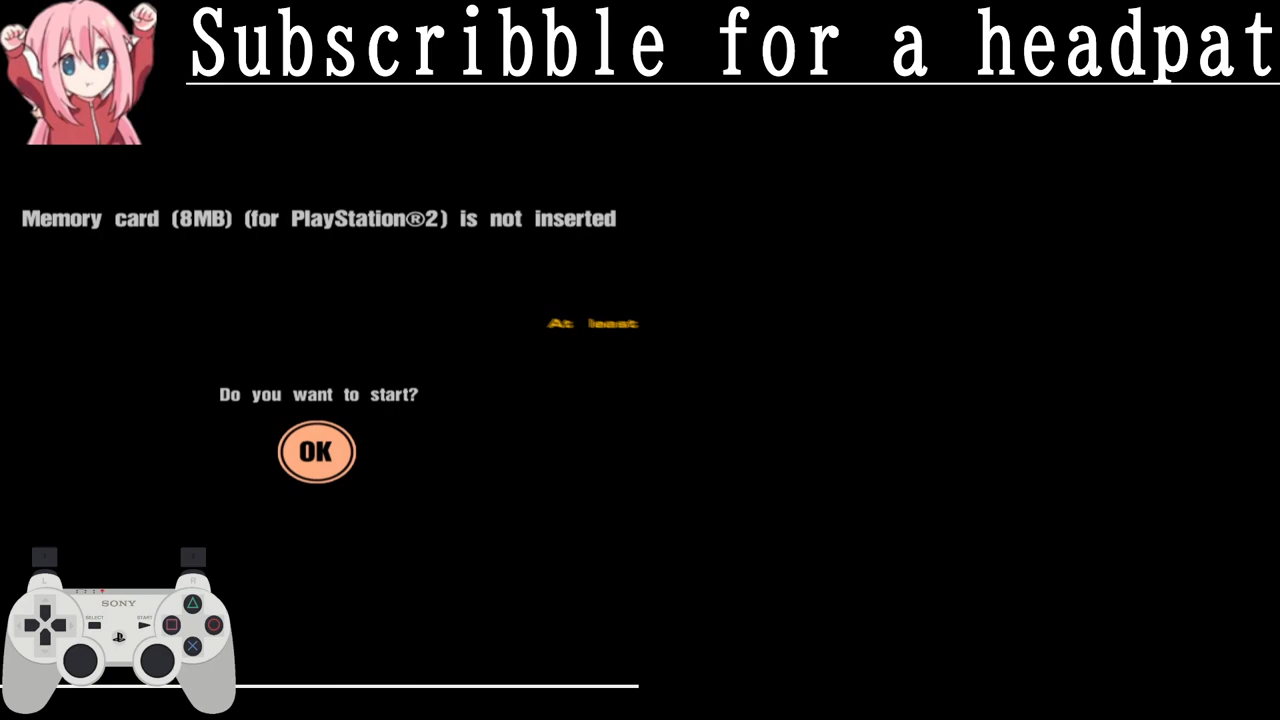 Subscribble for a headpat
Memory card (8MB) (for PlayStation®2) is not inserted
At least
Do you want to start?
OK
L R
SONY
SELECT START